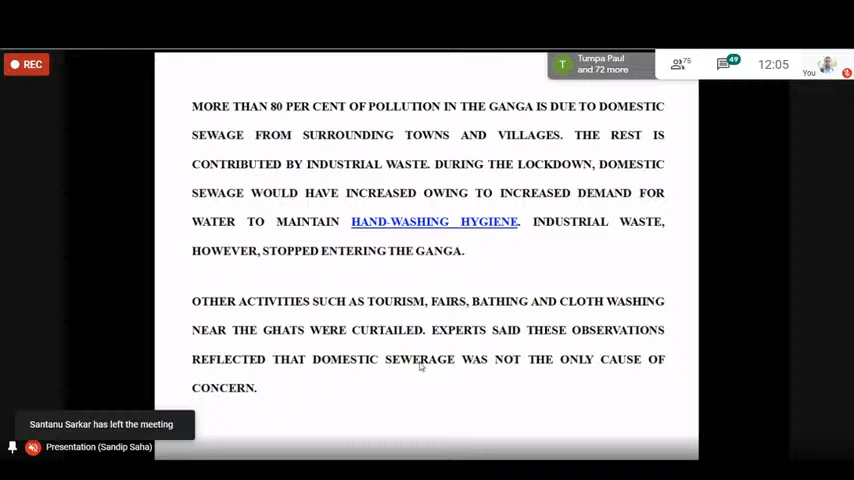 REC
Tumpa Paul
and 72 more
75
49
12:05
You
T
MORE THAN 80 PER CENT OF POLLUTION IN THE GANGA IS DUE TO DOMESTIC
SEWAGE FROM SURROUNDING TOWNS AND VILLAGES. THE REST IS
CONTRIBUTED BY INDUSTRIAL WASTE. DURING THE LOCKDOWN, DOMESTIC
SEWAGE WOULD HAVE INCREASED OWING TO INCREASED DEMAND FOR
WATER TO MAINTAIN HAND-WASHING HYGIENE. INDUSTRIAL WASTE,
HOWEVER, STOPPED ENTERING THE GANGA.
OTHER ACTIVITIES SUCH AS TOURISM, FAIRS, BATHING AND CLOTH WASHING
NEAR THE GHATS WERE CURTAILED. EXPERTS SAID THESE OBSERVATIONS
REFLECTED THAT DOMESTIC SEWERAGE WAS NOT THE ONLY CAUSE OF
CONCERN.
Santanu Sarkar has left the meeting
Presentation (Sandip Saha)